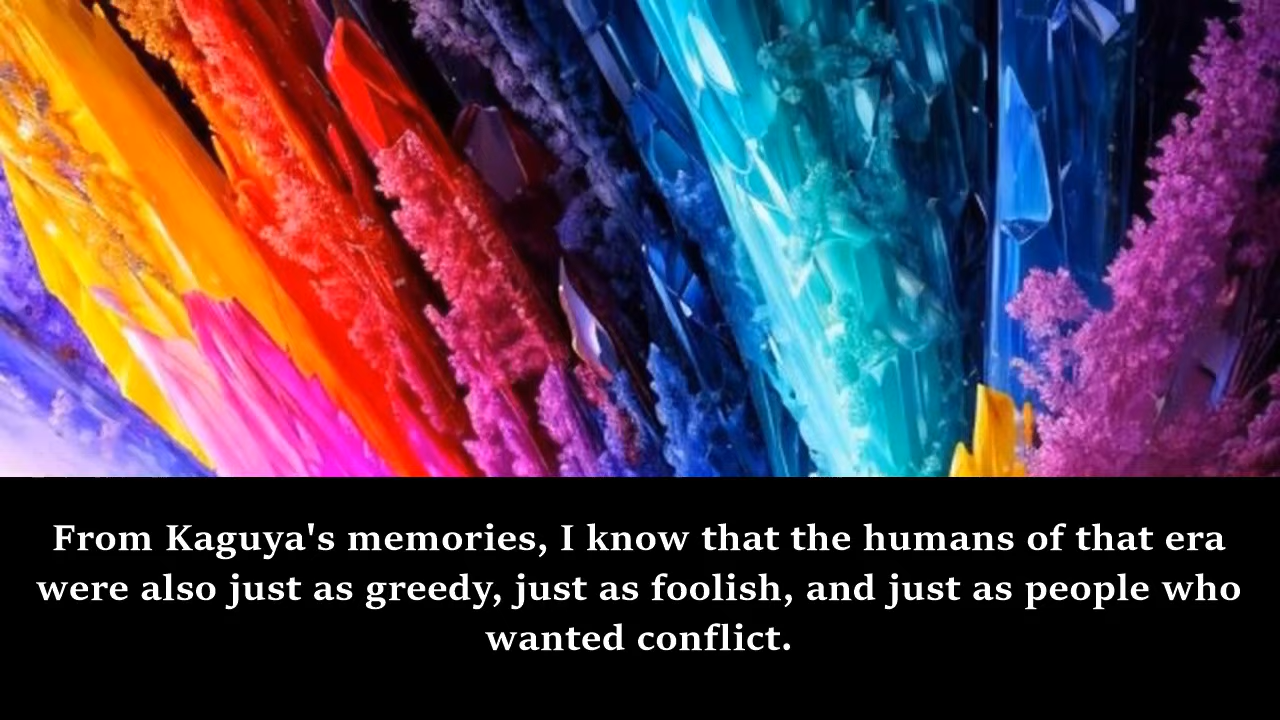 From Kaguya's memories, I know that the humans of that era
were also just as greedy, just as foolish, and just as people who
wanted conflict.